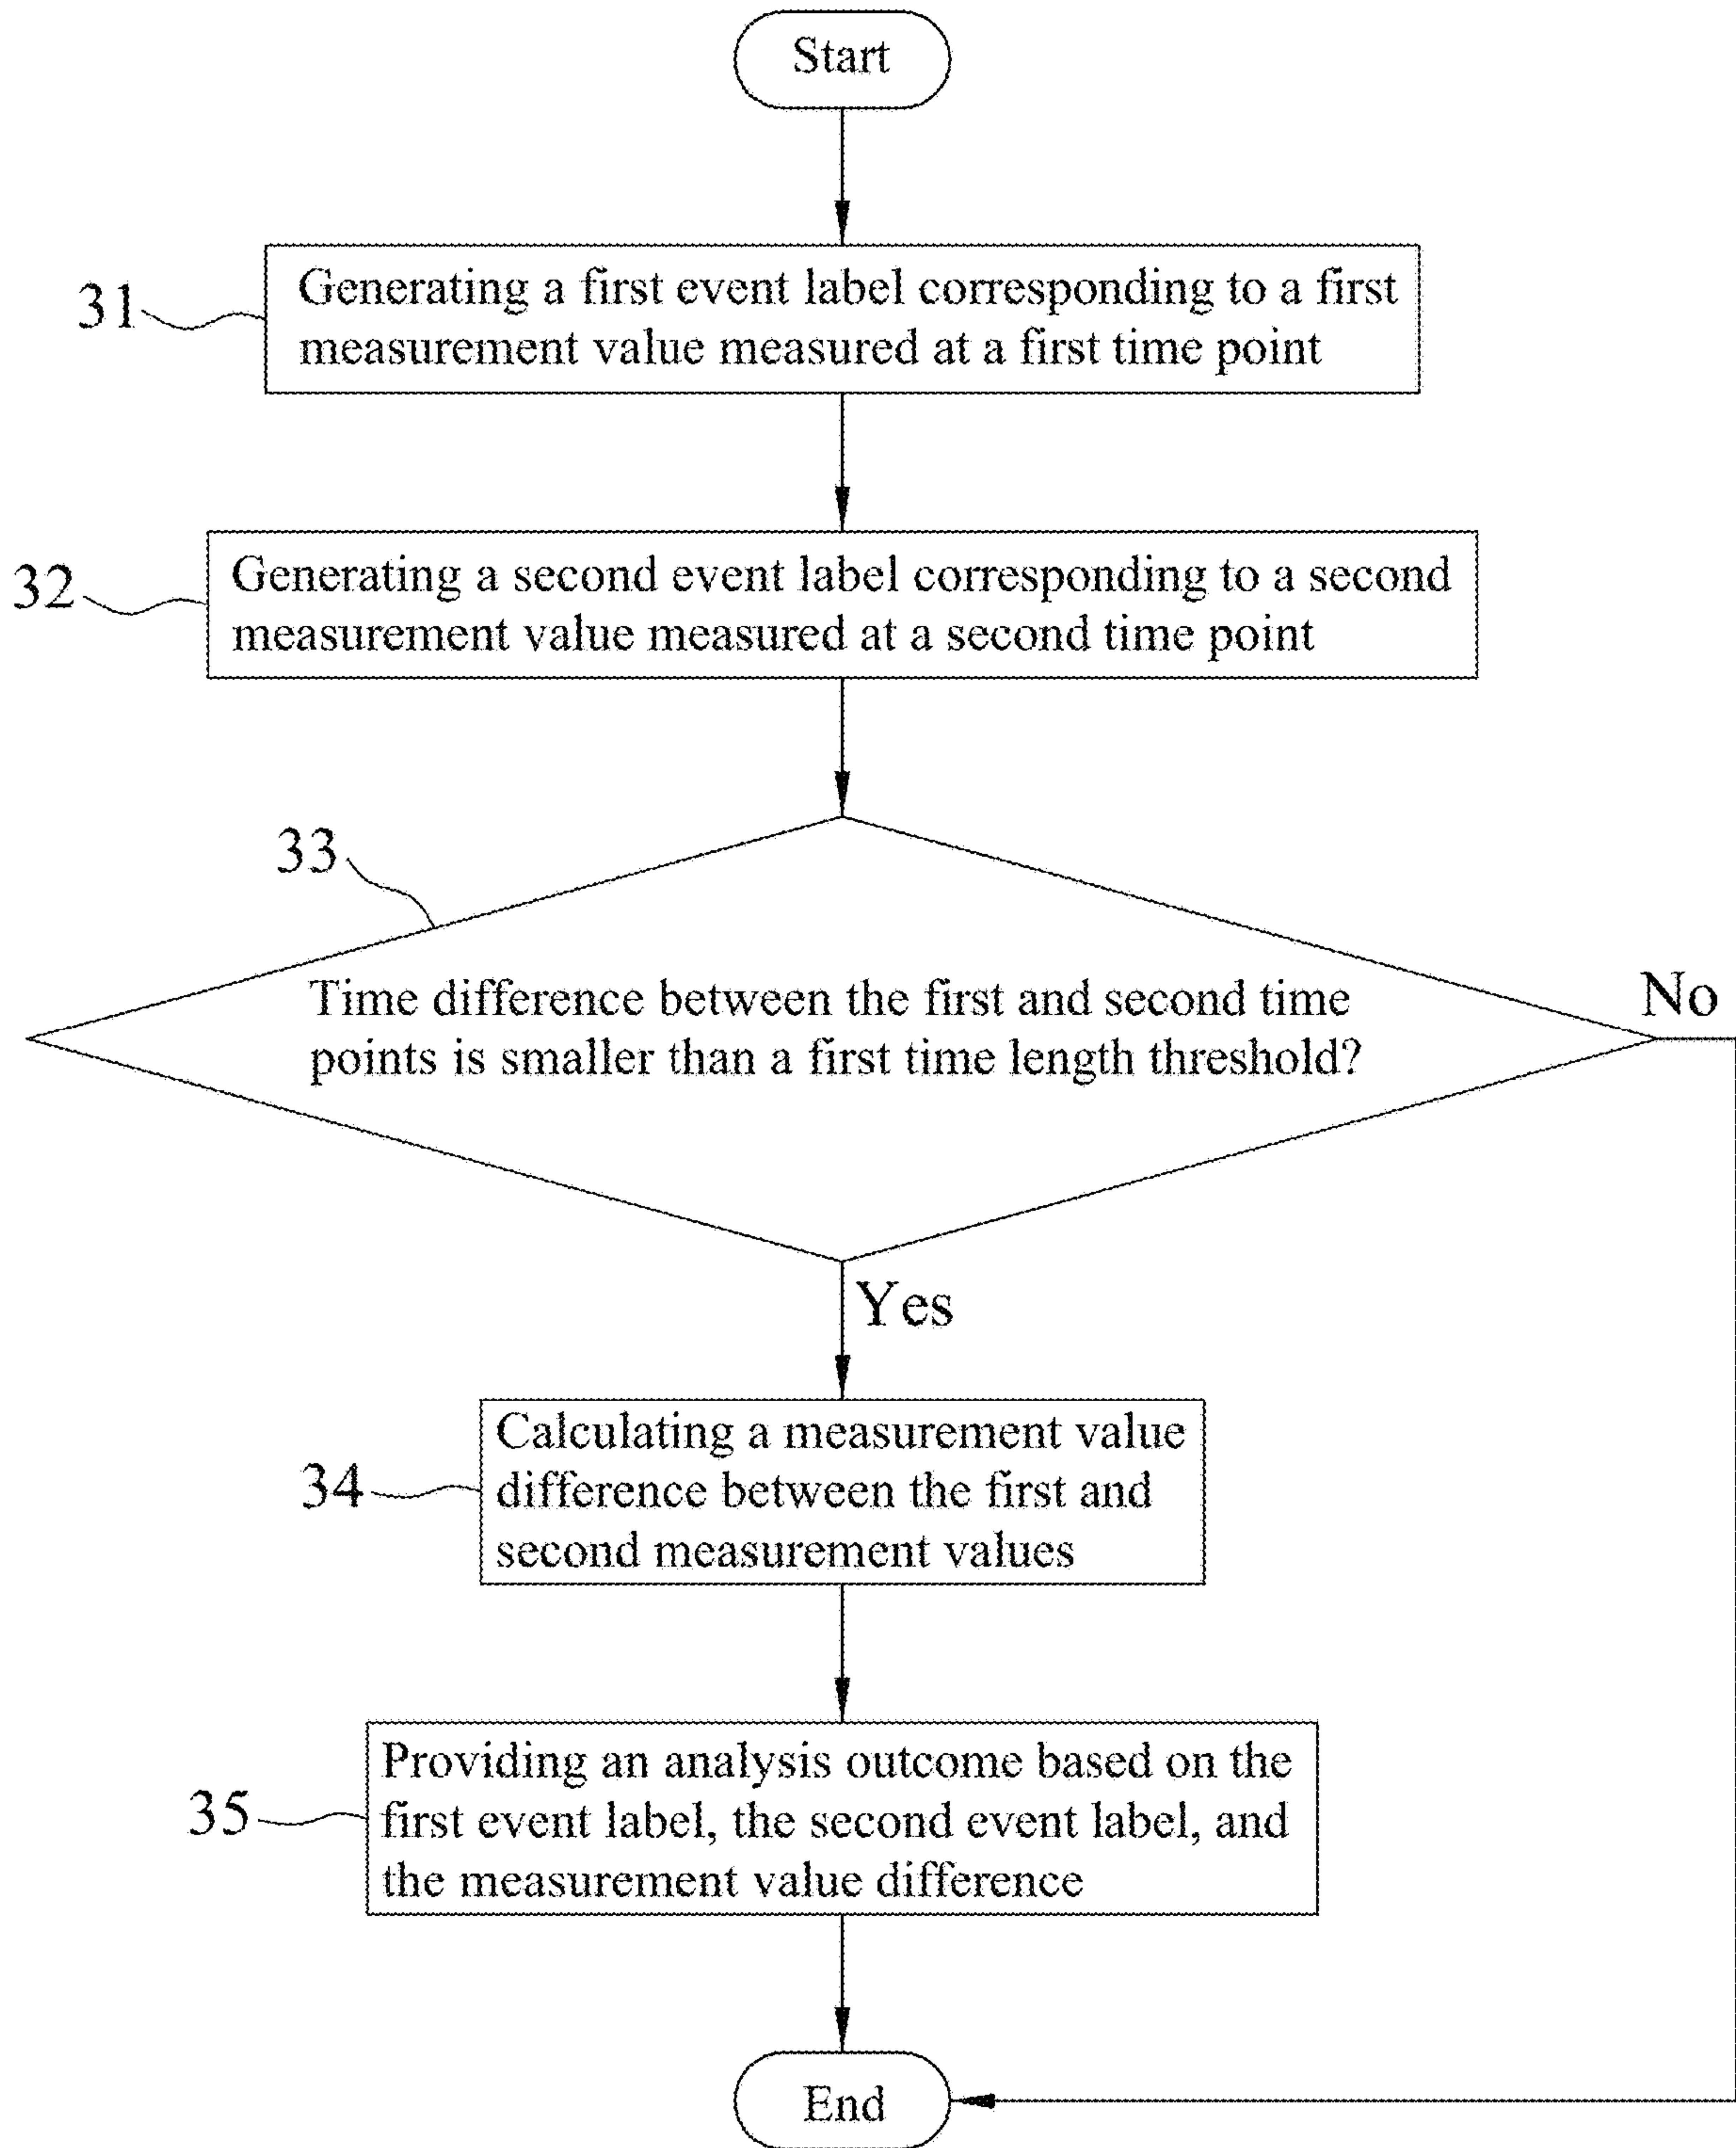 Start
31
Generating a first event label corresponding to a first
measurement value measured at a first time point
32
Generating a second event label corresponding to a second
measurement value measured at a second time point
33
Time difference between the first and second time
points is smaller than a first time length threshold?
No
Yes
34
Calculating a measurement value
difference between the first and
second measurement values
35
Providing an analysis outcome based on the
first event label, the second event label, and
the measurement value difference
End